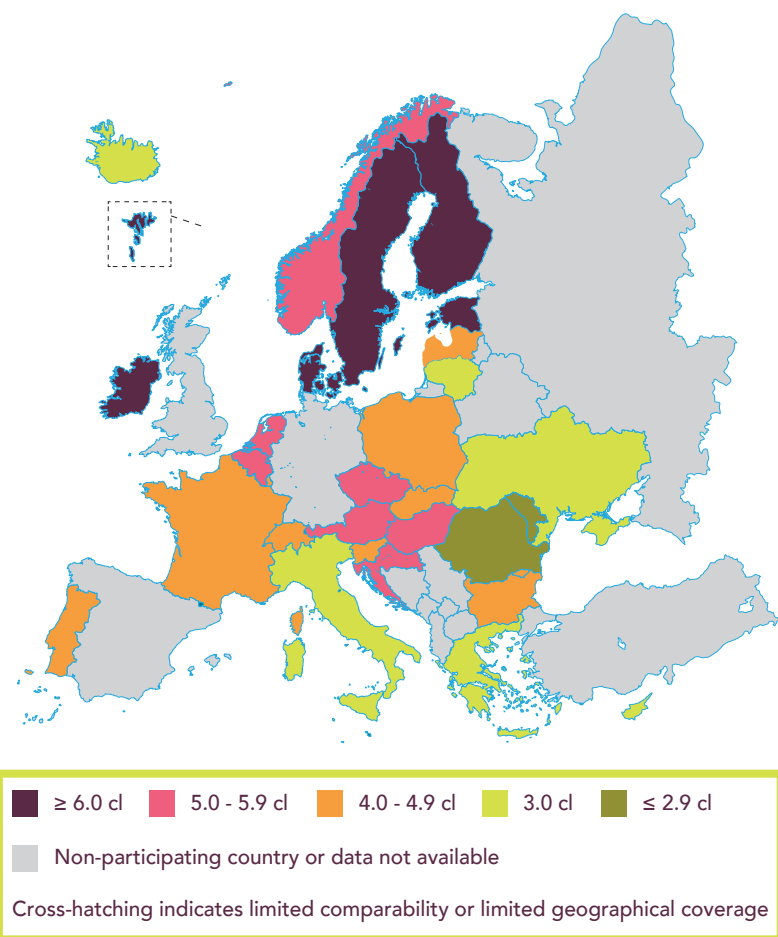 ≥ 6.0 cl 5.0 - 5.9 cl 4.0 - 4.9 cl 3.0 cl ≤ 2.9 cl
Non-participating country or data not available
Cross-hatching indicates limited comparability or limited geographical coverage